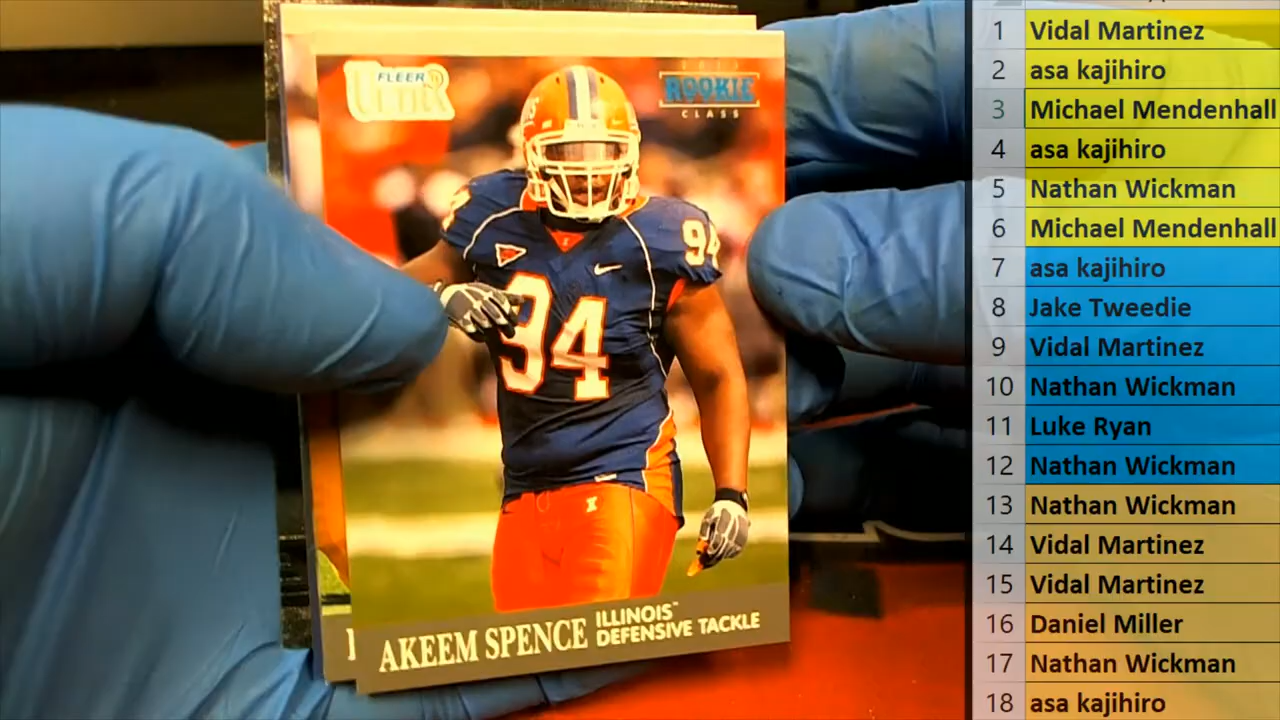 FLEER
ULTRA
2013
ROOKIE
CLASS
94
94
AKEEM SPENCE
ILLINOIS™
DEFENSIVE TACKLE
1 Vidal Martinez
2 asa kajihiro
3 Michael Mendenhall
4 asa kajihiro
5 Nathan Wickman
6 Michael Mendenhall
7 asa kajihiro
8 Jake Tweedie
9 Vidal Martinez
10 Nathan Wickman
11 Luke Ryan
12 Nathan Wickman
13 Nathan Wickman
14 Vidal Martinez
15 Vidal Martinez
16 Daniel Miller
17 Nathan Wickman
18 asa kajihiro